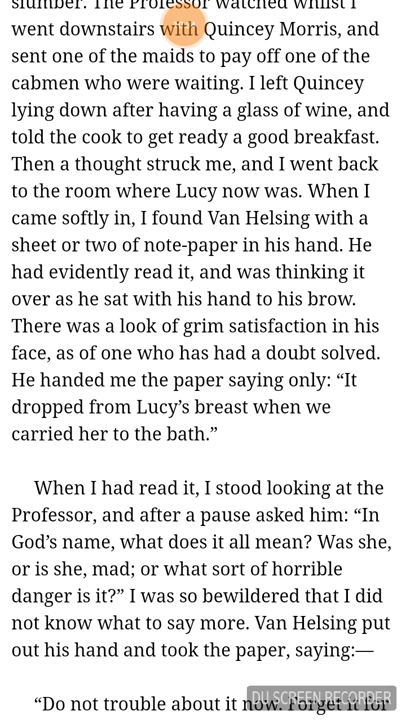 slumber. The Professor watched whilst I
went downstairs with Quincey Morris, and
sent one of the maids to pay off one of the
cabmen who were waiting. I left Quincey
lying down after having a glass of wine, and
told the cook to get ready a good breakfast.
Then a thought struck me, and I went back
to the room where Lucy now was. When I
came softly in, I found Van Helsing with a
sheet or two of note-paper in his hand. He
had evidently read it, and was thinking it
over as he sat with his hand to his brow.
There was a look of grim satisfaction in his
face, as of one who has had a doubt solved.
He handed me the paper saying only: “It
dropped from Lucy’s breast when we
carried her to the bath.”
When I had read it, I stood looking at the
Professor, and after a pause asked him: “In
God’s name, what does it all mean? Was she,
or is she, mad; or what sort of horrible
danger is it?” I was so bewildered that I did
not know what to say more. Van Helsing put
out his hand and took the paper, saying:—
“Do not trouble about it now. Forget it for
DU SCREEN RECORDER